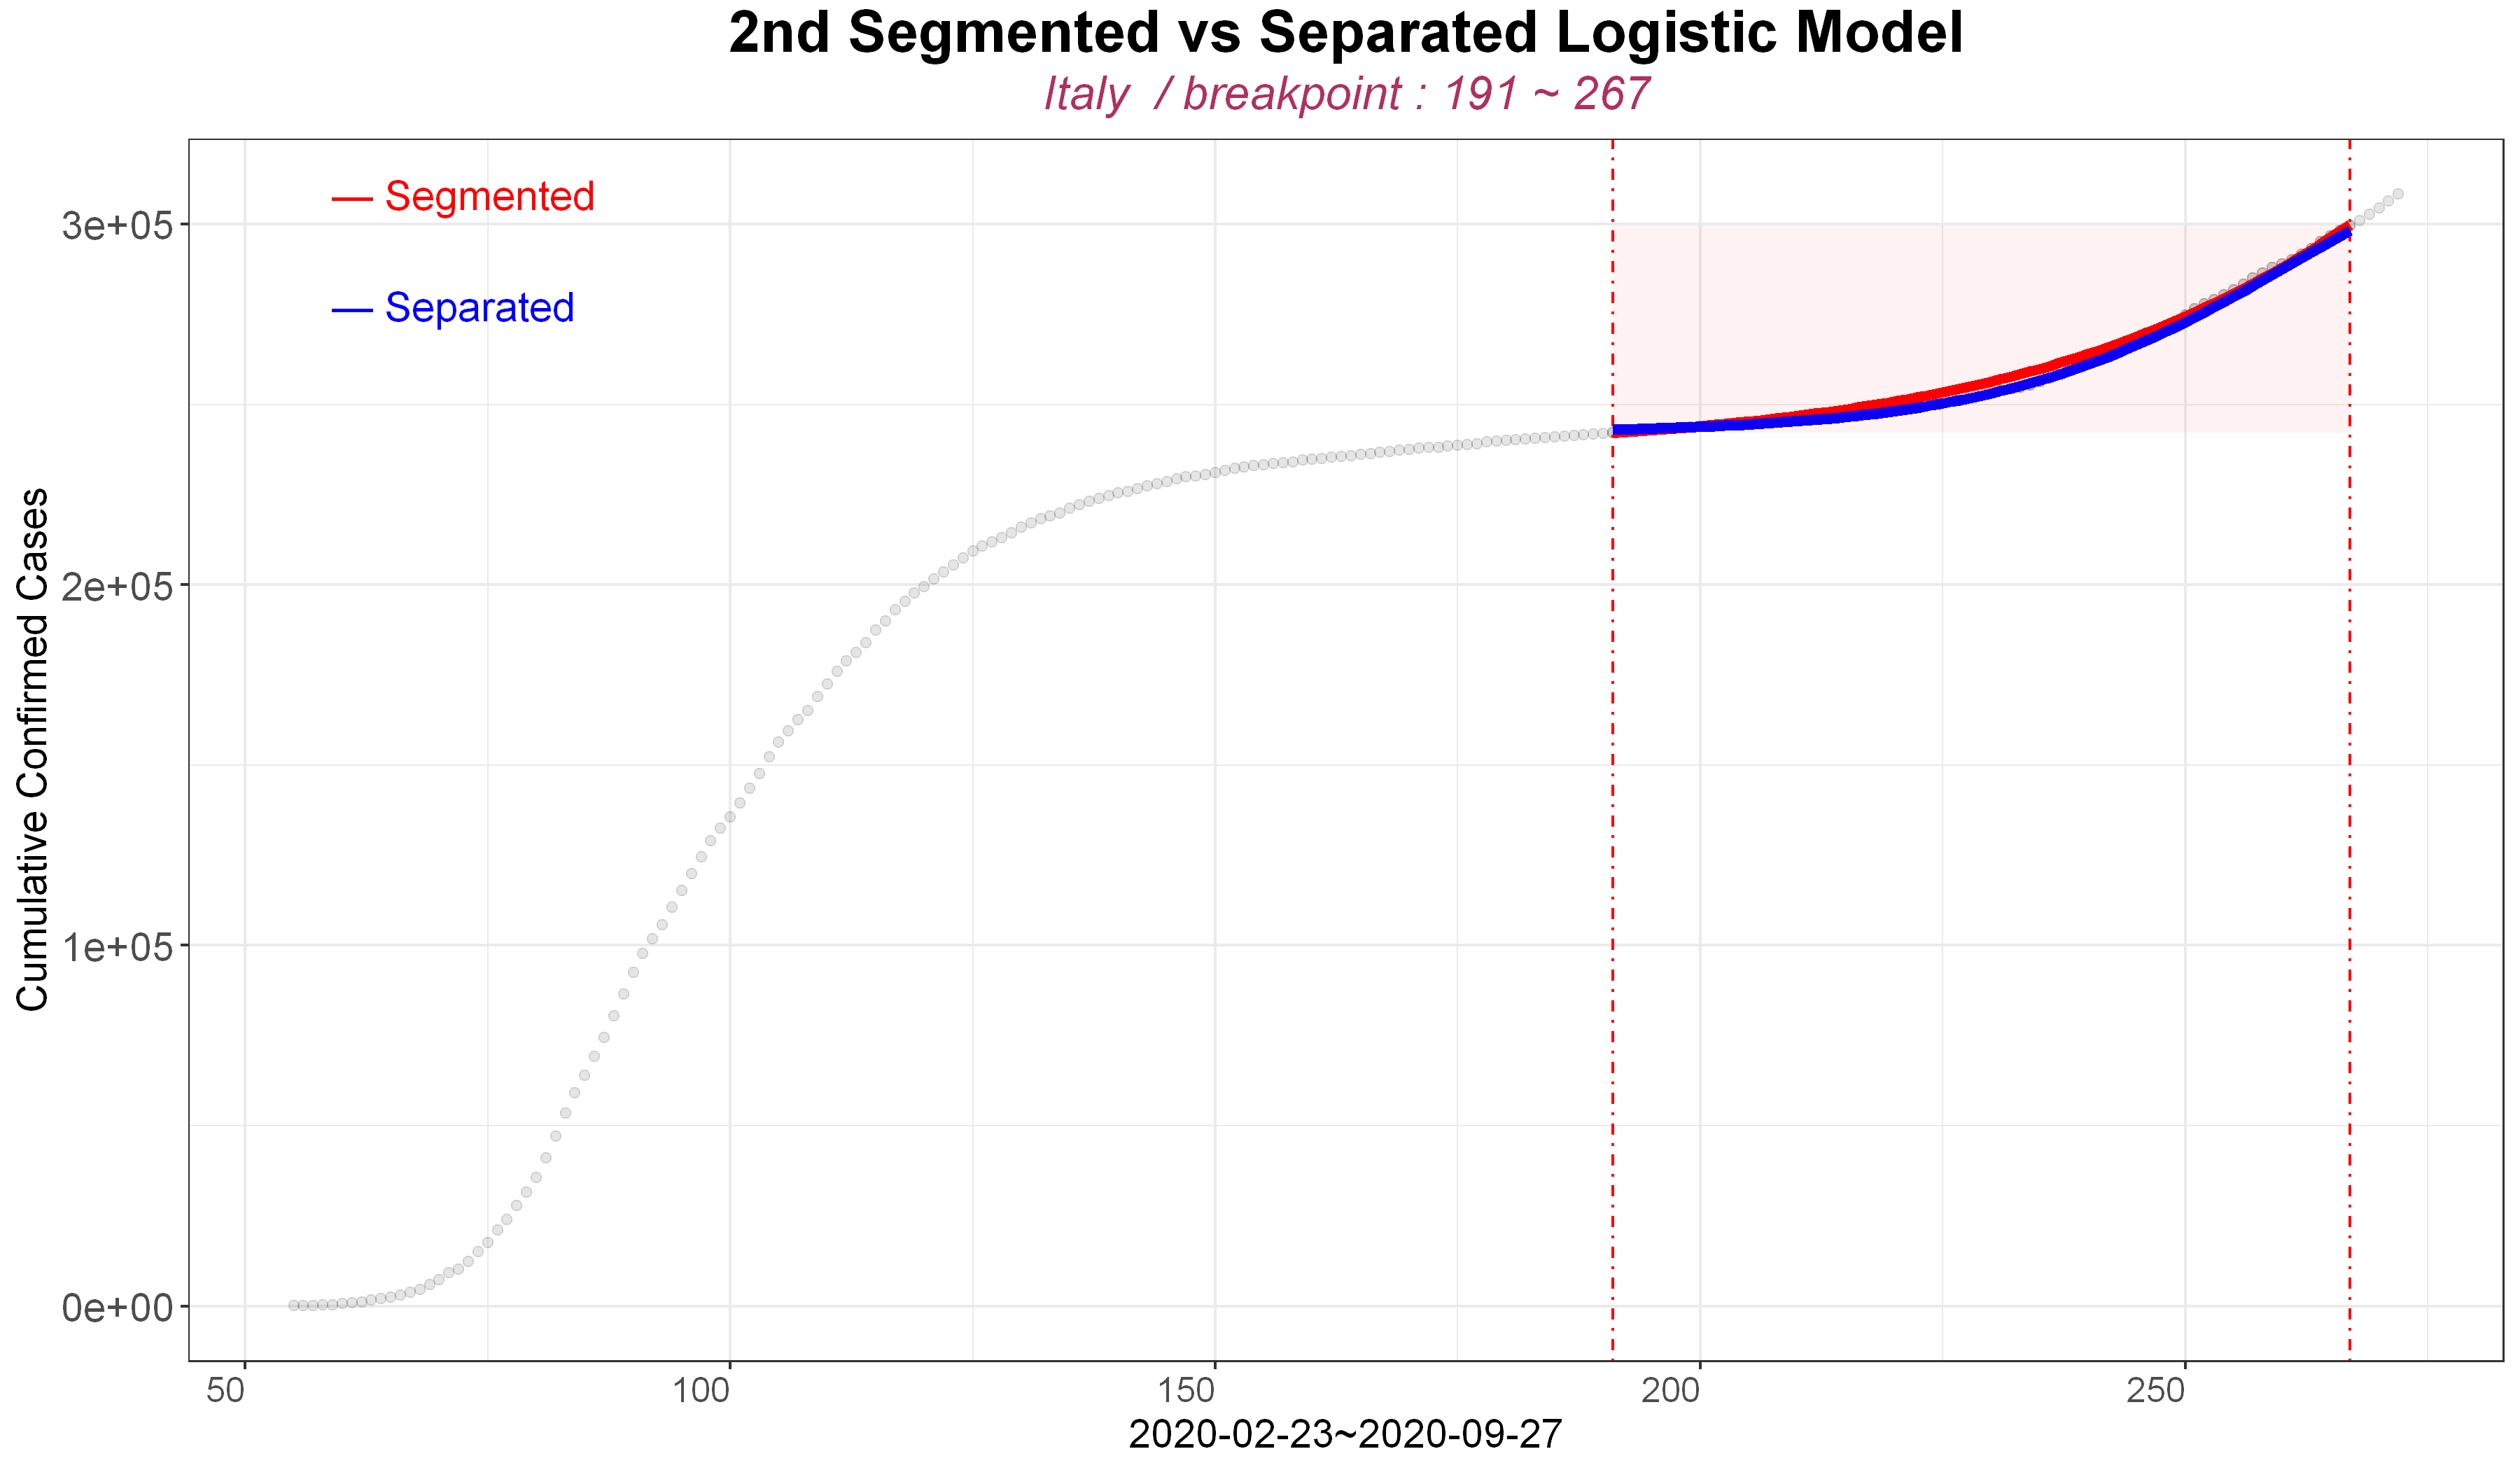 2nd Segmented vs Separated Logistic Model
Italy / breakpoint : 191 ~ 267
Segmented
Separated
3e+05
2e+05
1e+05
0e+00
Cumulative Confirmed Cases
50 100 150 200 250
2020-02-23~2020-09-27